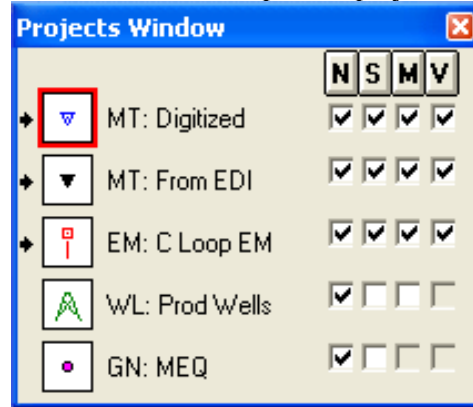 Projects Window
N S M V
MT: Digitized
MT: From EDI
EM: C Loop EM
WL: Prod Wells
GN: MEQ